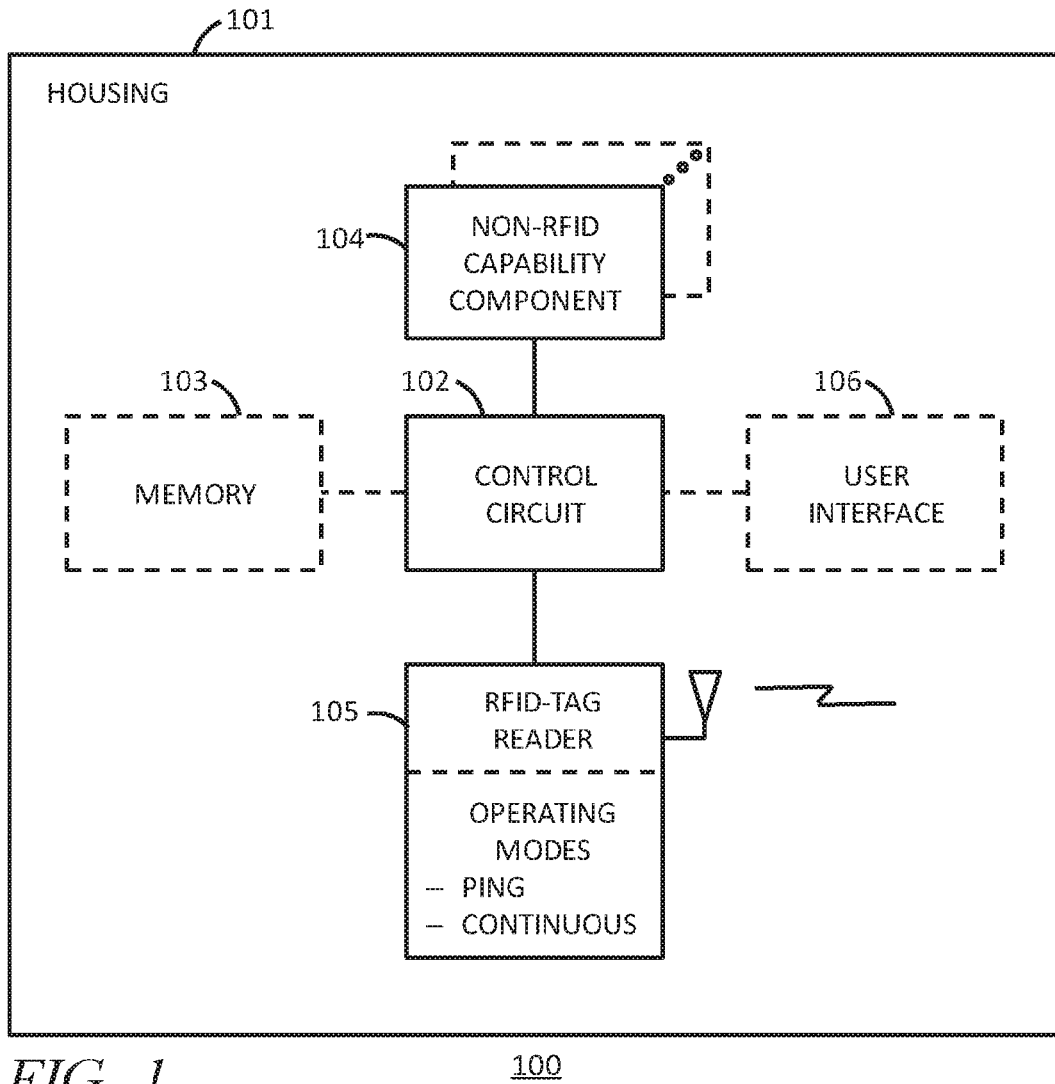 101
HOUSING
104
NON-RFID
CAPABILITY
COMPONENT
103
102
106
MEMORY
CONTROL
CIRCUIT
USER
INTERFACE
105
RFID-TAG
READER
OPERATING
MODES
— PING
— CONTINUOUS
FIG. 1
100